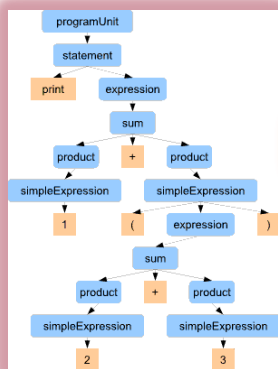 programUnit
statement
print expression
sum
product + product
simpleExpression simpleExpression
1 ( expression )
sum
product + product
simpleExpression simpleExpression
2 3